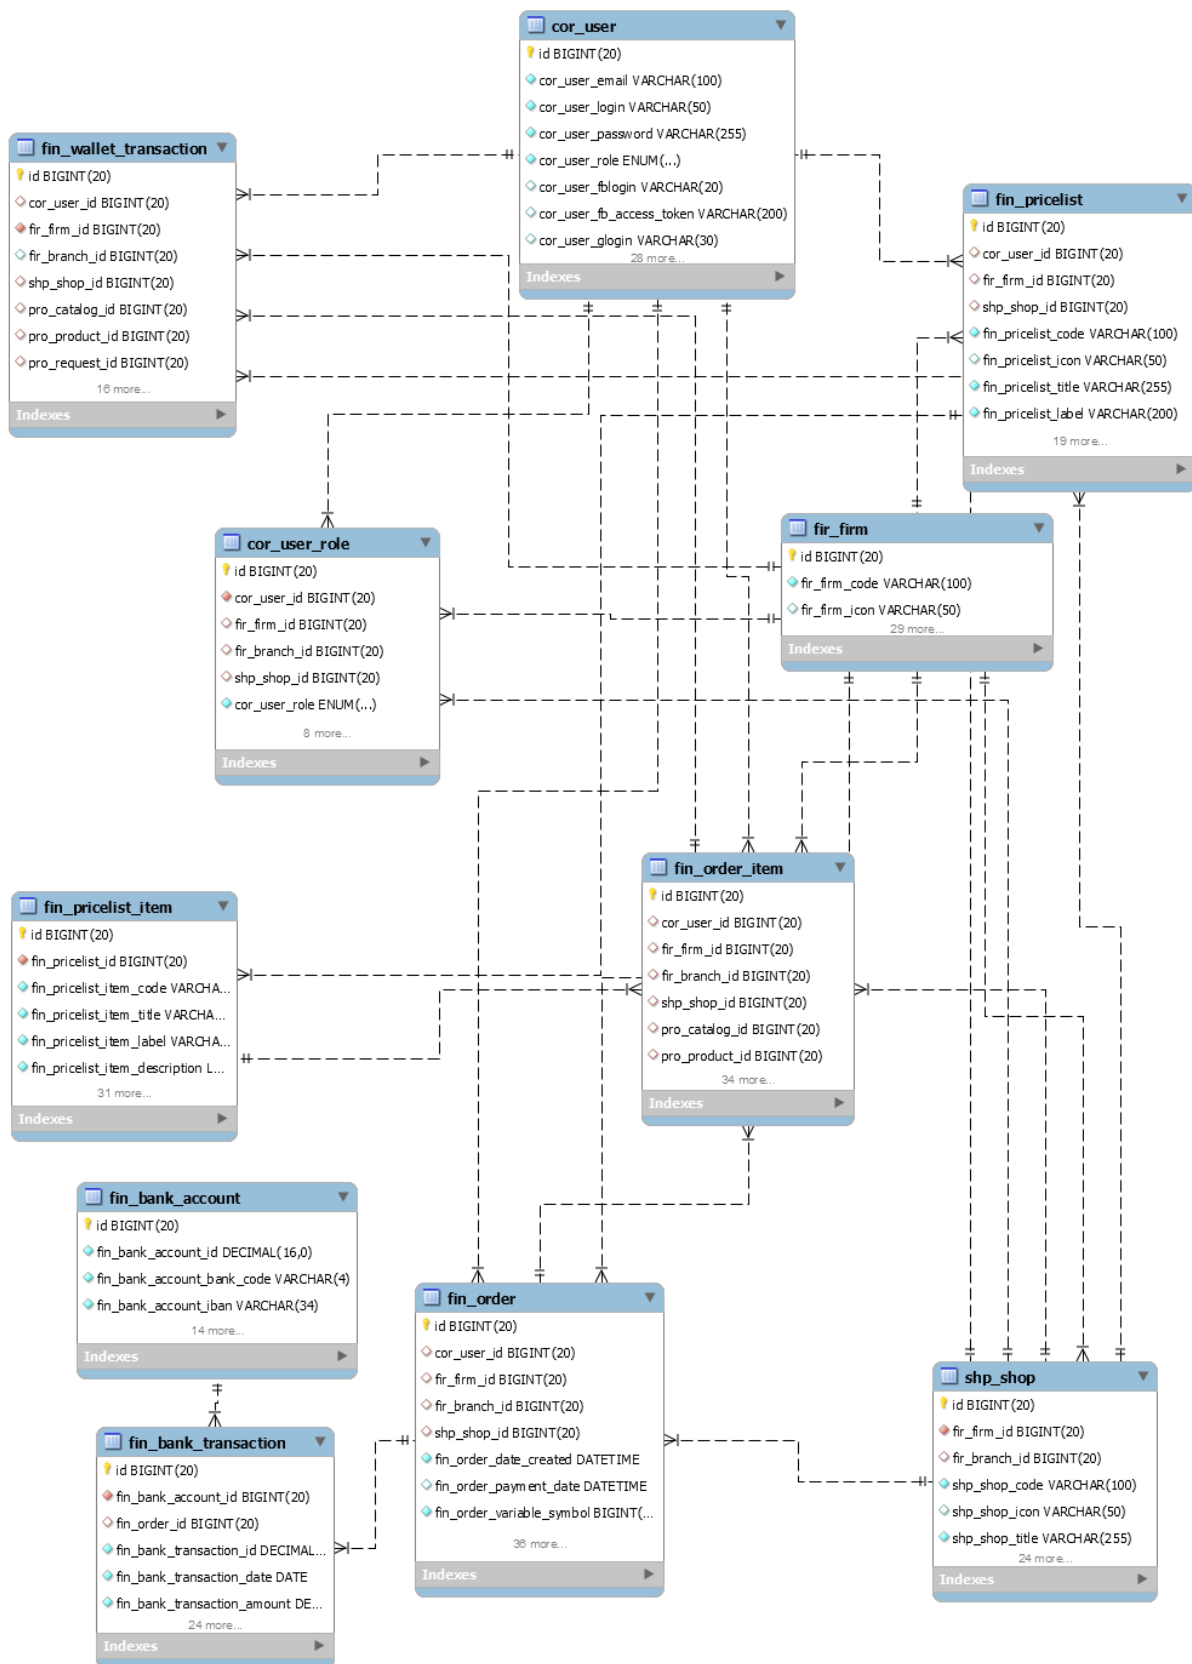 cor_user
id BIGINT(20)
cor_user_email VARCHAR(100)
cor_user_login VARCHAR(50)
cor_user_password VARCHAR(255)
cor_user_role ENUM(...)
cor_user_fblogin VARCHAR(20)
cor_user_fb_access_token VARCHAR(200)
cor_user_glogin VARCHAR(30)
28 more...
Indexes
fin_wallet_transaction
id BIGINT(20)
cor_user_id BIGINT(20)
fir_firm_id BIGINT(20)
fir_branch_id BIGINT(20)
shp_shop_id BIGINT(20)
pro_catalog_id BIGINT(20)
pro_product_id BIGINT(20)
pro_request_id BIGINT(20)
16 more...
Indexes
fin_pricelist
id BIGINT(20)
cor_user_id BIGINT(20)
fir_firm_id BIGINT(20)
shp_shop_id BIGINT(20)
fin_pricelist_code VARCHAR(100)
fin_pricelist_icon VARCHAR(50)
fin_pricelist_title VARCHAR(255)
fin_pricelist_label VARCHAR(200)
19 more...
Indexes
cor_user_role
id BIGINT(20)
cor_user_id BIGINT(20)
fir_firm_id BIGINT(20)
fir_branch_id BIGINT(20)
shp_shop_id BIGINT(20)
cor_user_role ENUM(...)
8 more...
Indexes
fir_firm
id BIGINT(20)
fir_firm_code VARCHAR(100)
fir_firm_icon VARCHAR(50)
29 more...
Indexes
fin_pricelist_item
id BIGINT(20)
fin_pricelist_id BIGINT(20)
fin_pricelist_item_code VARCHA...
fin_pricelist_item_title VARCHA...
fin_pricelist_item_label VARCHA...
fin_pricelist_item_description L...
31 more...
Indexes
fin_order_item
id BIGINT(20)
cor_user_id BIGINT(20)
fir_firm_id BIGINT(20)
fir_branch_id BIGINT(20)
shp_shop_id BIGINT(20)
pro_catalog_id BIGINT(20)
pro_product_id BIGINT(20)
34 more...
Indexes
fin_bank_account
id BIGINT(20)
fin_bank_account_id DECIMAL(16,0)
fin_bank_account_bank_code VARCHAR(4)
fin_bank_account_iban VARCHAR(34)
14 more...
Indexes
fin_order
id BIGINT(20)
cor_user_id BIGINT(20)
fir_firm_id BIGINT(20)
fir_branch_id BIGINT(20)
shp_shop_id BIGINT(20)
fin_order_date_created DATETIME
fin_order_payment_date DATETIME
fin_order_variable_symbol BIGINT(...
36 more...
Indexes
shp_shop
id BIGINT(20)
fir_firm_id BIGINT(20)
fir_branch_id BIGINT(20)
shp_shop_code VARCHAR(100)
shp_shop_icon VARCHAR(50)
shp_shop_title VARCHAR(255)
24 more...
Indexes
fin_bank_transaction
id BIGINT(20)
fin_bank_account_id BIGINT(20)
fin_order_id BIGINT(20)
fin_bank_transaction_id DECIMAL...
fin_bank_transaction_date DATE
fin_bank_transaction_amount DE...
24 more...
Indexes